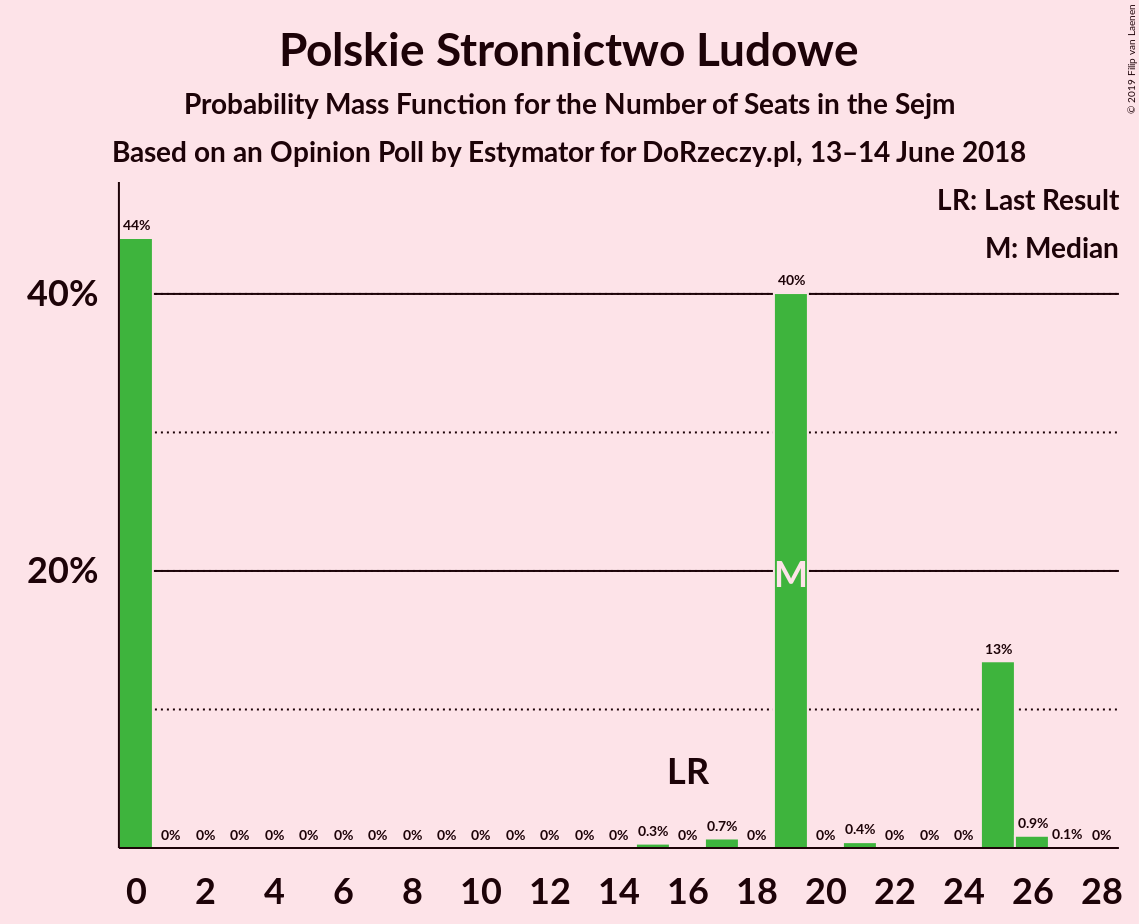 Polskie Stronnictwo Ludowe
Probability Mass Function for the Number of Seats in the Sejm
Based on an Opinion Poll by Estymator for DoRzeczy.pl, 13–14 June 2018
© 2019 Filip van Laenen
LR: Last Result
M: Median
44%
40%
40%
20%
M
13%
LR
0% 0% 0% 0% 0% 0% 0% 0% 0% 0% 0% 0% 0% 0% 0.3% 0% 0.7% 0% 0% 0.4% 0% 0% 0% 0.9% 0.1% 0%
0 2 4 6 8 10 12 14 16 18 20 22 24 26 28